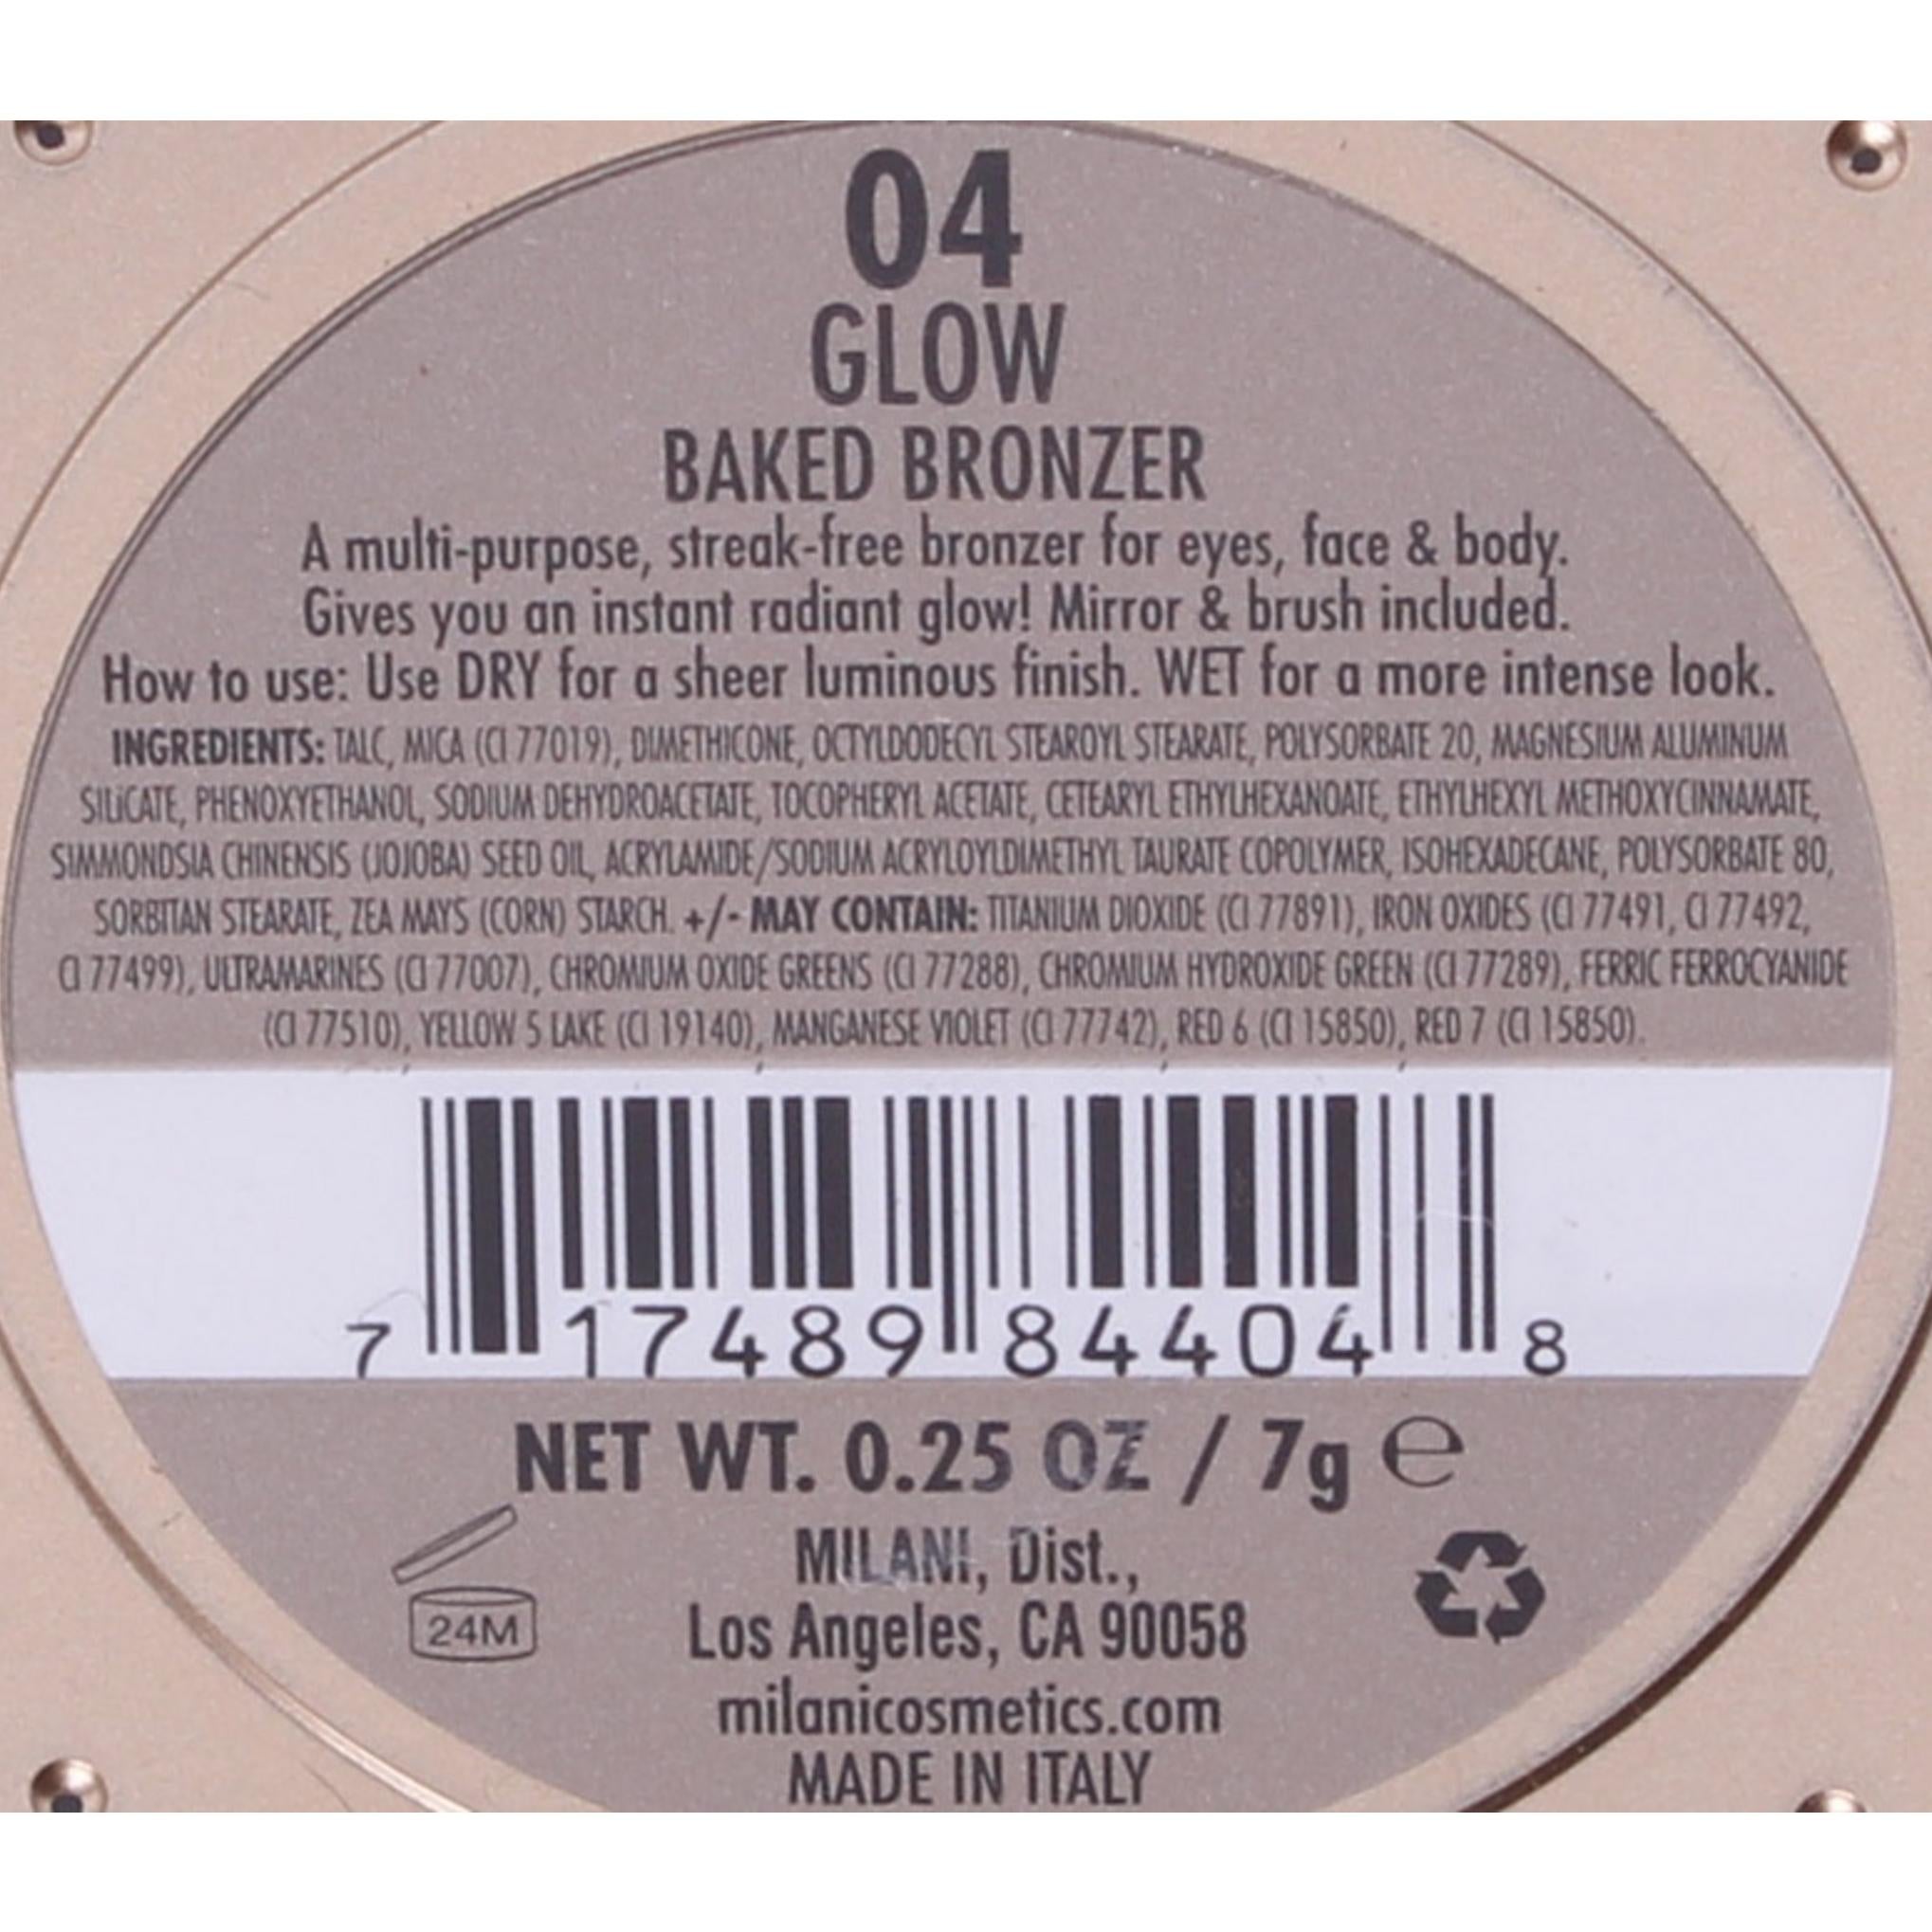 04
GLOW
BAKED BRONZER
A multi-purpose, streak-free bronzer for eyes, face & body.
Gives you an instant radiant glow! Mirror & brush included.
How to use: Use DRY for a sheer luminous finish. WET for a more intense look.
INGREDIENTS: TALC, MICA (CI 77019), DIMETHICONE, OCTYLDODECYL STEAROYL STEARATE, POLYSORBATE 20, MAGNESIUM ALUMINUM
SILICATE, PHENOXYETHANOL, SODIUM DEHYDROACETATE, TOCOPHERYL ACETATE, CETEARYL ETHYLHEXANOATE, ETHYLHEXYL METHOXYCINNAMATE,
SIMMONDSIA CHINENSIS (JOJOBA) SEED OIL, ACRYLAMIDE/SODIUM ACRYLOYLDIMETHYL TAURATE COPOLYMER, ISOHEXADECANE, POLYSORBATE 80,
SORBITAN STEARATE, ZEA MAYS (CORN) STARCH. +/- MAY CONTAIN: TITANIUM DIOXIDE (CI 77891), IRON OXIDES (CI 77491, CI 77492,
CI 77499), ULTRAMARINES (CI 77007), CHROMIUM OXIDE GREENS (CI 77288), CHROMIUM HYDROXIDE GREEN (CI 77289), FERRIC FERROCYANIDE
(CI 77510), YELLOW 5 LAKE (CI 19140), MANGANESE VIOLET (CI 77742), RED 6 (CI 15850), RED 7 (CI 15850).
7 17489 84404 8
NET WT. 0.25 OZ / 7g ℮
MILANI, Dist.,
24M
Los Angeles, CA 90058
milanicosmetics.com
MADE IN ITALY